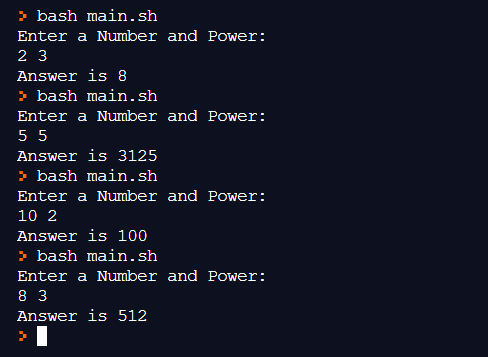 > bash main.sh
Enter a Number and Power:
2 3
Answer is 8
> bash main.sh
Enter a Number and Power:
5 5
Answer is 3125
> bash main.sh
Enter a Number and Power:
10 2
Answer is 100
> bash main.sh
Enter a Number and Power:
8 3
Answer is 512
>